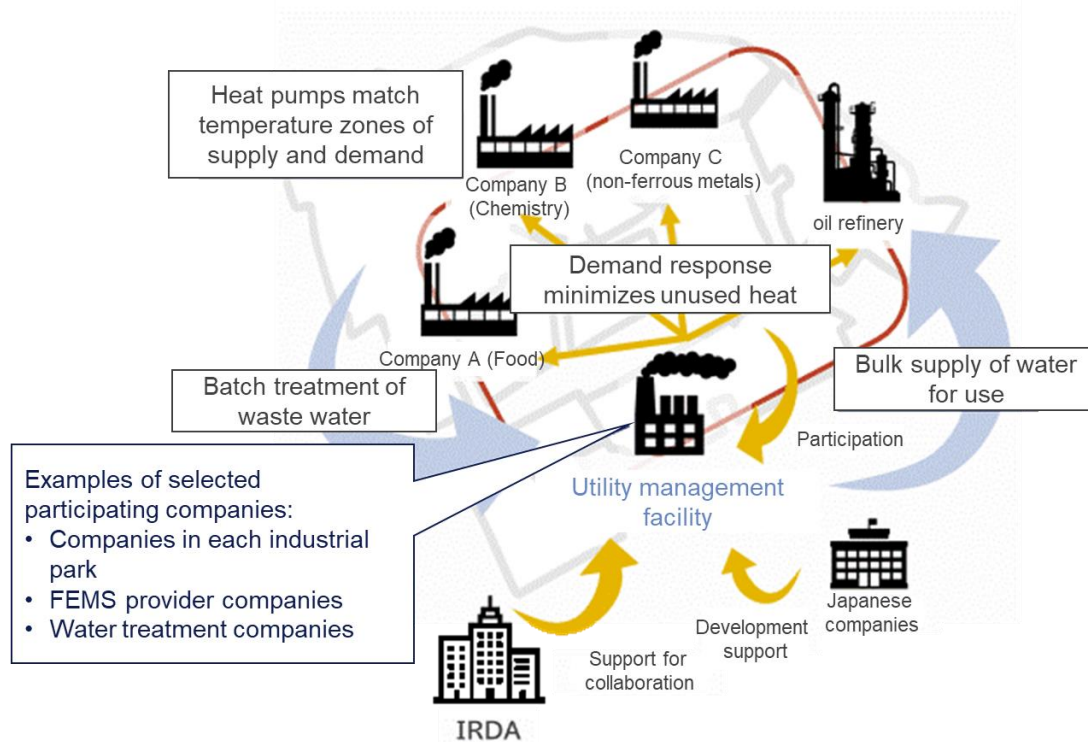 Heat pumps match
temperature zones of
supply and demand
Company B
(Chemistry)
Company C
(non-ferrous metals)
oil refinery
Demand response
minimizes unused heat
Company A (Food)
Batch treatment of
waste water
Bulk supply of water
for use
Participation
Examples of selected
participating companies:
• Companies in each industrial
park
• FEMS provider companies
• Water treatment companies
Utility management
facility
Japanese
companies
Development
support
Support for
collaboration
IRDA